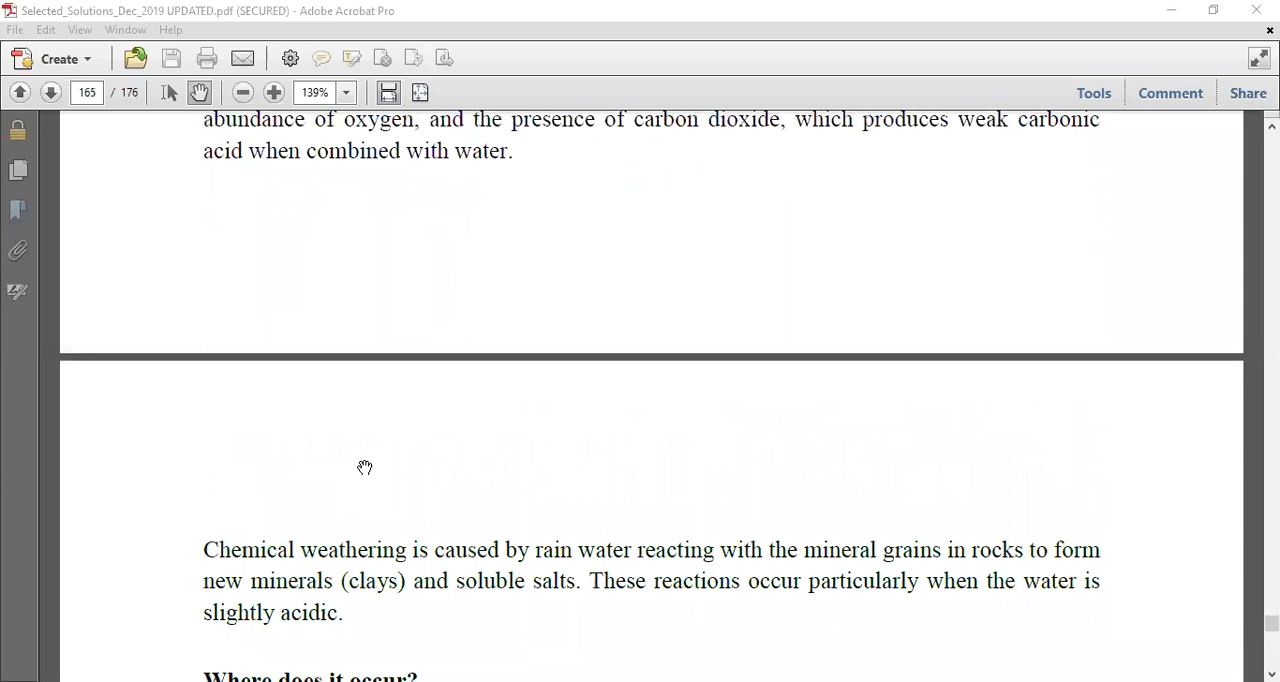 Selected_Solutions_Dec_2019 UPDATED.pdf (SECURED) - Adobe Acrobat Pro
File Edit View Window Help
Create
165 / 176 139% Tools Comment Share
abundance of oxygen, and the presence of carbon dioxide, which produces weak carbonic
acid when combined with water.
Chemical weathering is caused by rain water reacting with the mineral grains in rocks to form
new minerals (clays) and soluble salts. These reactions occur particularly when the water is
slightly acidic.
Where does it occur?